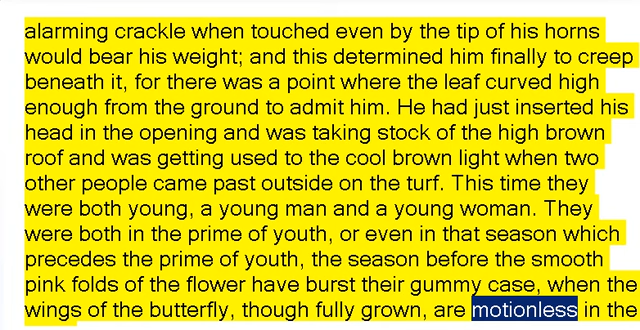 alarming crackle when touched even by the tip of his horns
would bear his weight; and this determined him finally to creep
beneath it, for there was a point where the leaf curved high
enough from the ground to admit him. He had just inserted his
head in the opening and was taking stock of the high brown
roof and was getting used to the cool brown light when two
other people came past outside on the turf. This time they
were both young, a young man and a young woman. They
were both in the prime of youth, or even in that season which
precedes the prime of youth, the season before the smooth
pink folds of the flower have burst their gummy case, when the
wings of the butterfly, though fully grown, are motionless in the